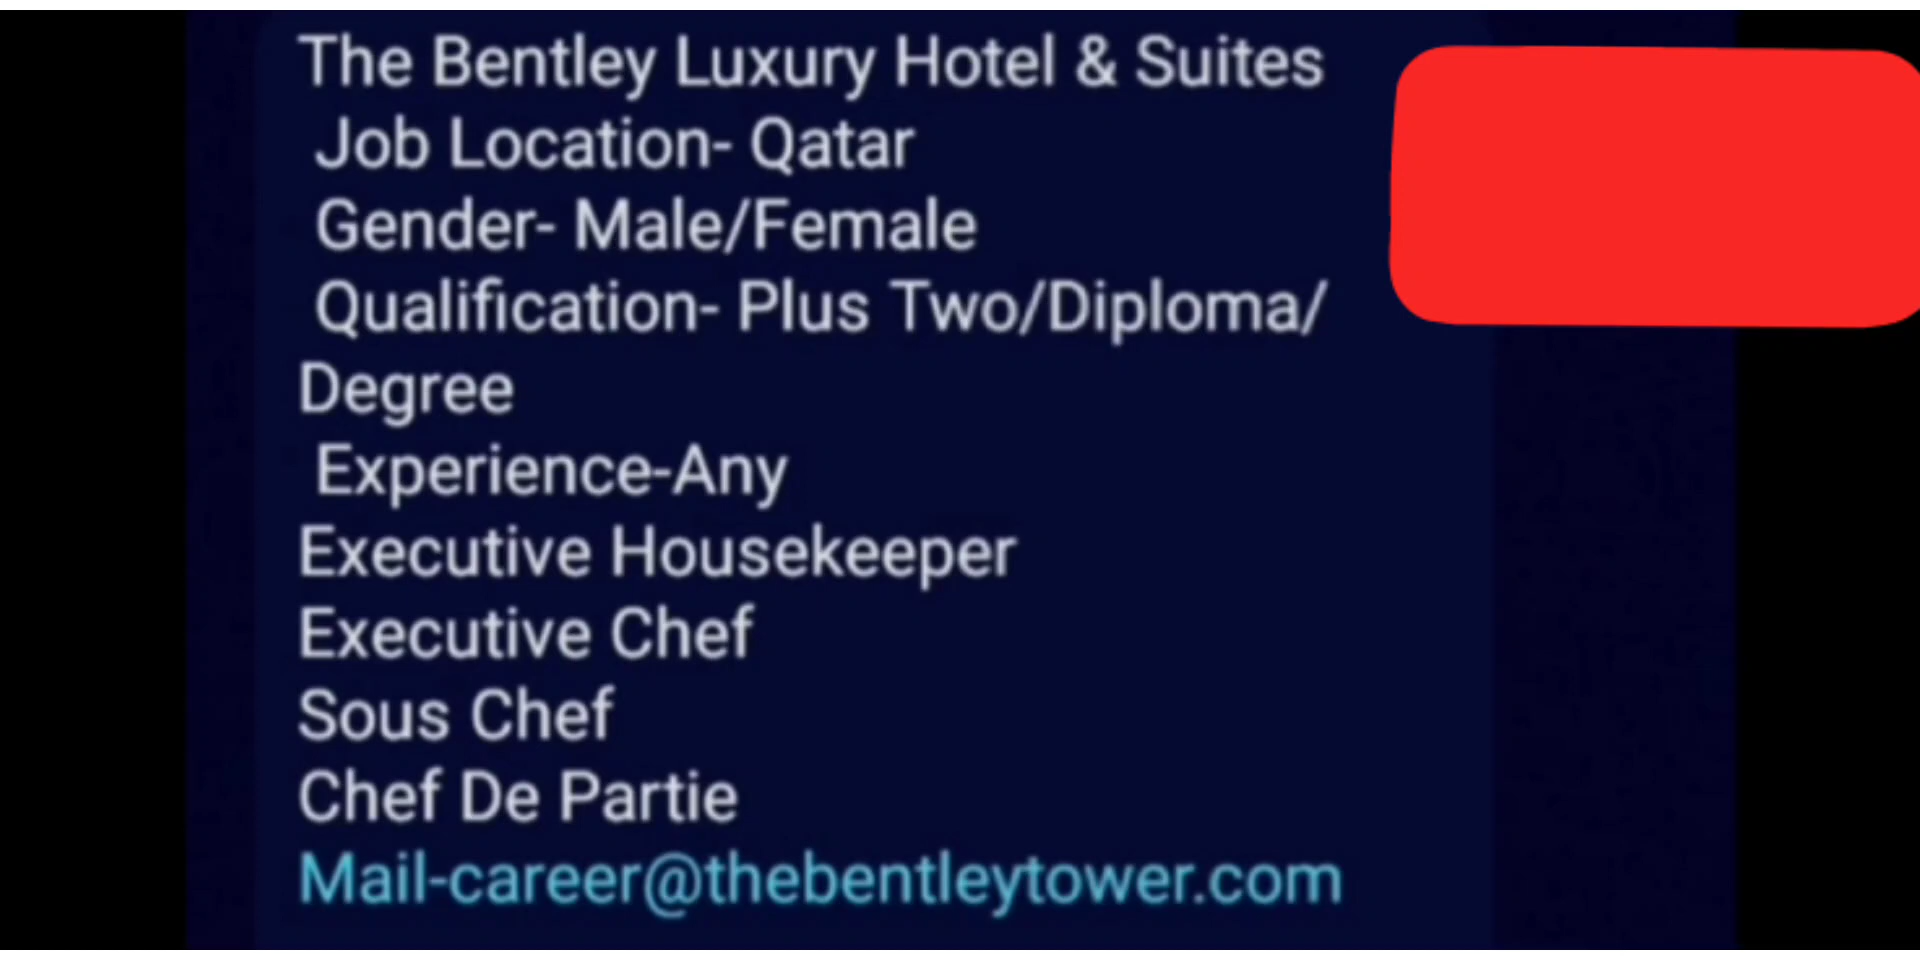 The Bentley Luxury Hotel & Suites
Job Location- Qatar
Gender- Male/Female
Qualification- Plus Two/Diploma/
Degree
Experience-Any
Executive Housekeeper
Executive Chef
Sous Chef
Chef De Partie
Mail-career@thebentleytower.com